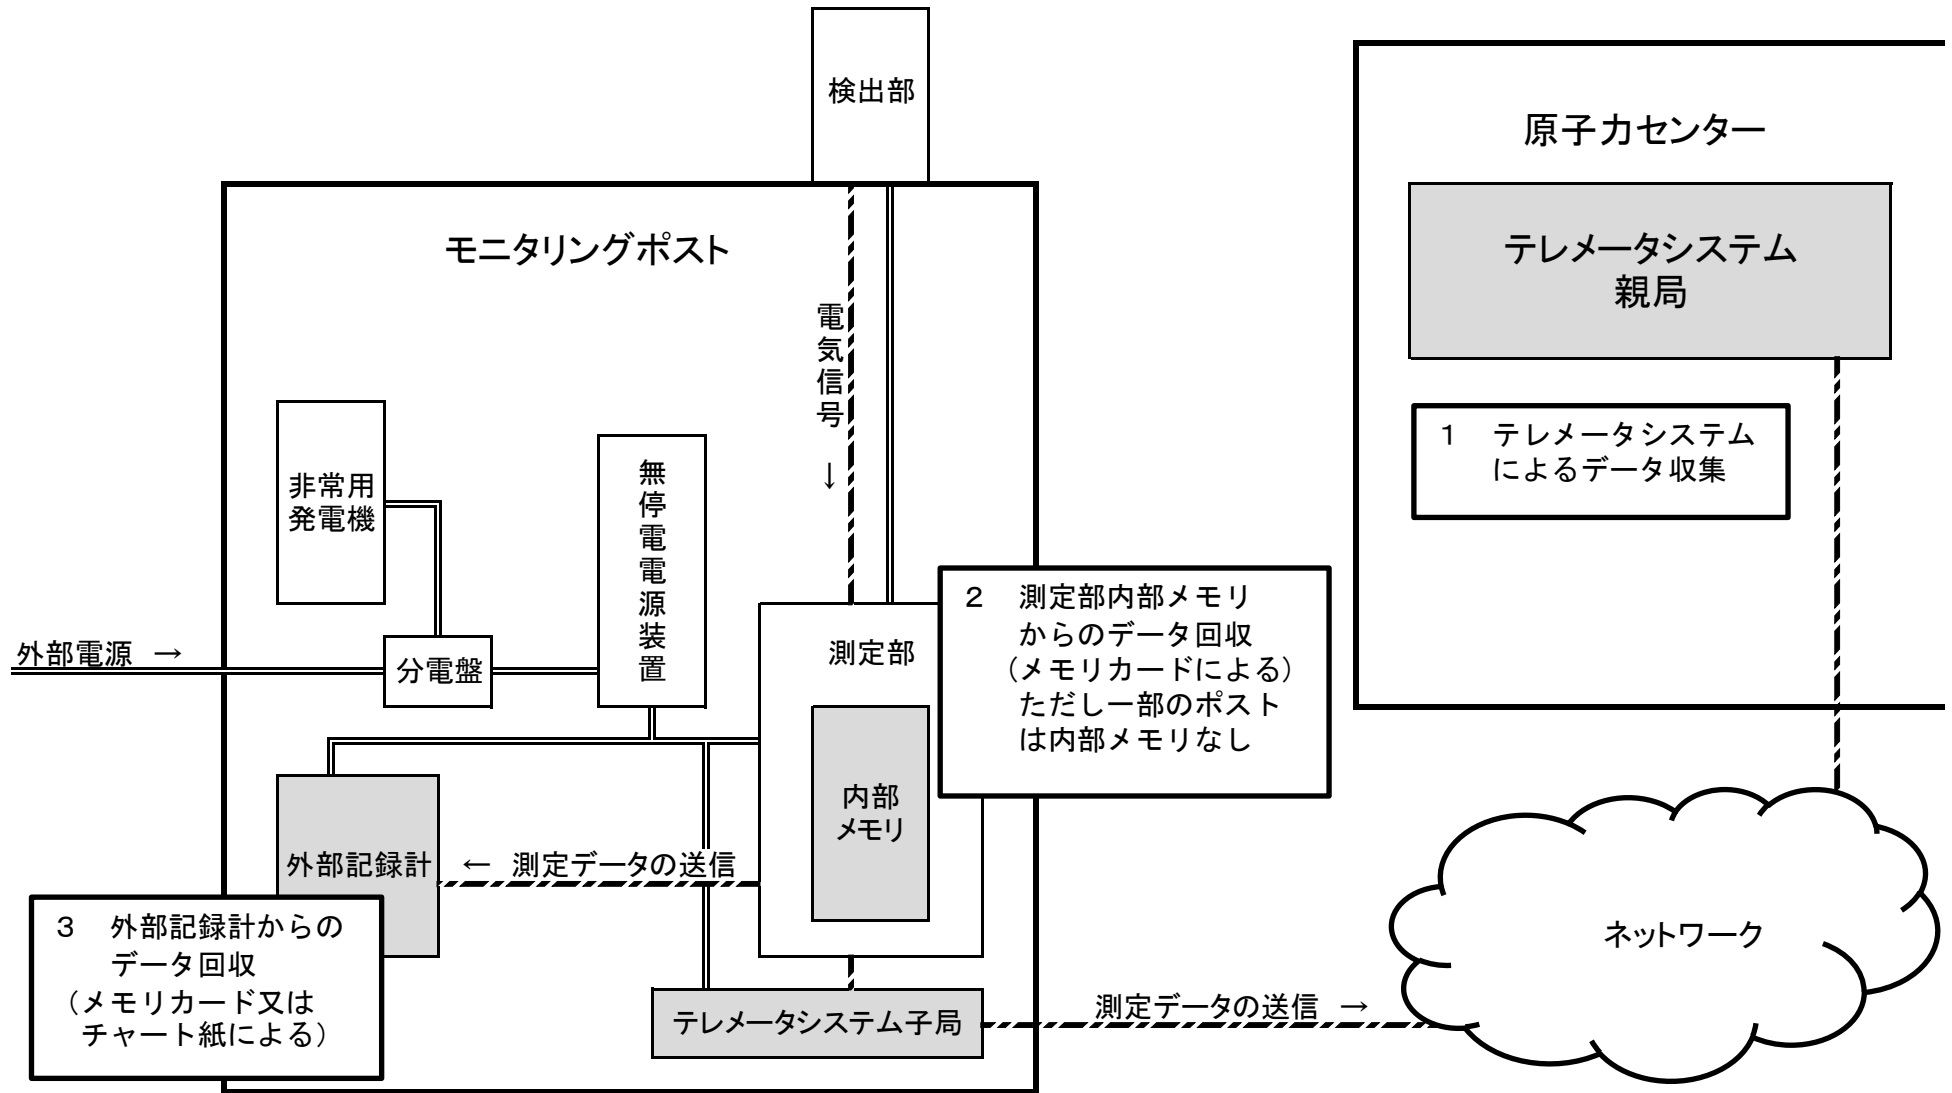 検出部
原子力センター
テレメータシステム
親局
モニタリングポスト
電気信号
↓
1　テレメータシステム
によるデータ収集
非常用
発電機
無停電電源装置
2　測定部内部メモリ
からのデータ回収
（メモリカードによる）
ただし一部のポスト
は内部メモリなし
外部電源 →
分電盤
測定部
内部
メモリ
外部記録計
← 測定データの送信
3　外部記録計からの
データ回収
（メモリカード又は
チャート紙による）
テレメータシステム子局
測定データの送信 →
ネットワーク